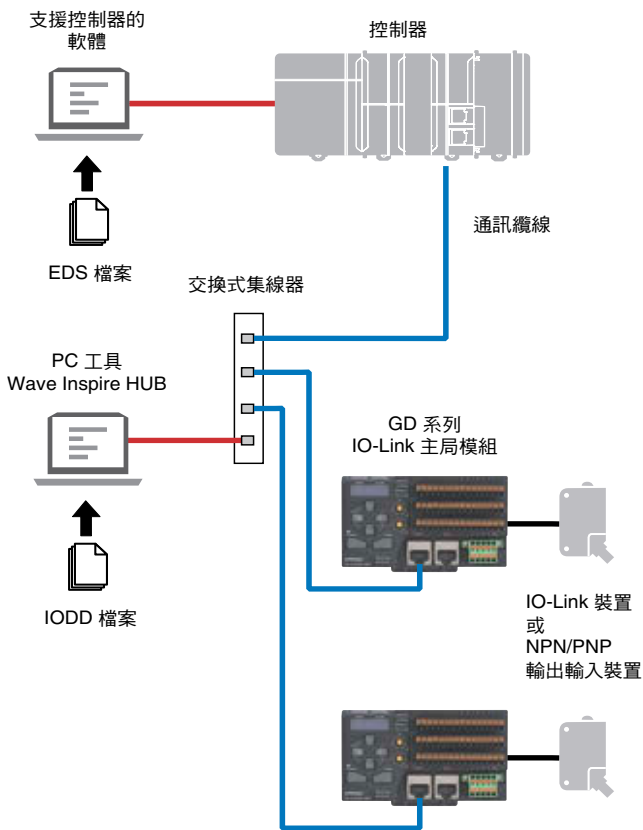 支援控制器的
軟體
控制器
通訊纜線
EDS 檔案
交換式集線器
PC 工具
Wave Inspire HUB
GD 系列
IO-Link 主局模組
IODD 檔案
IO-Link 裝置
或
NPN/PNP
輸出輸入裝置